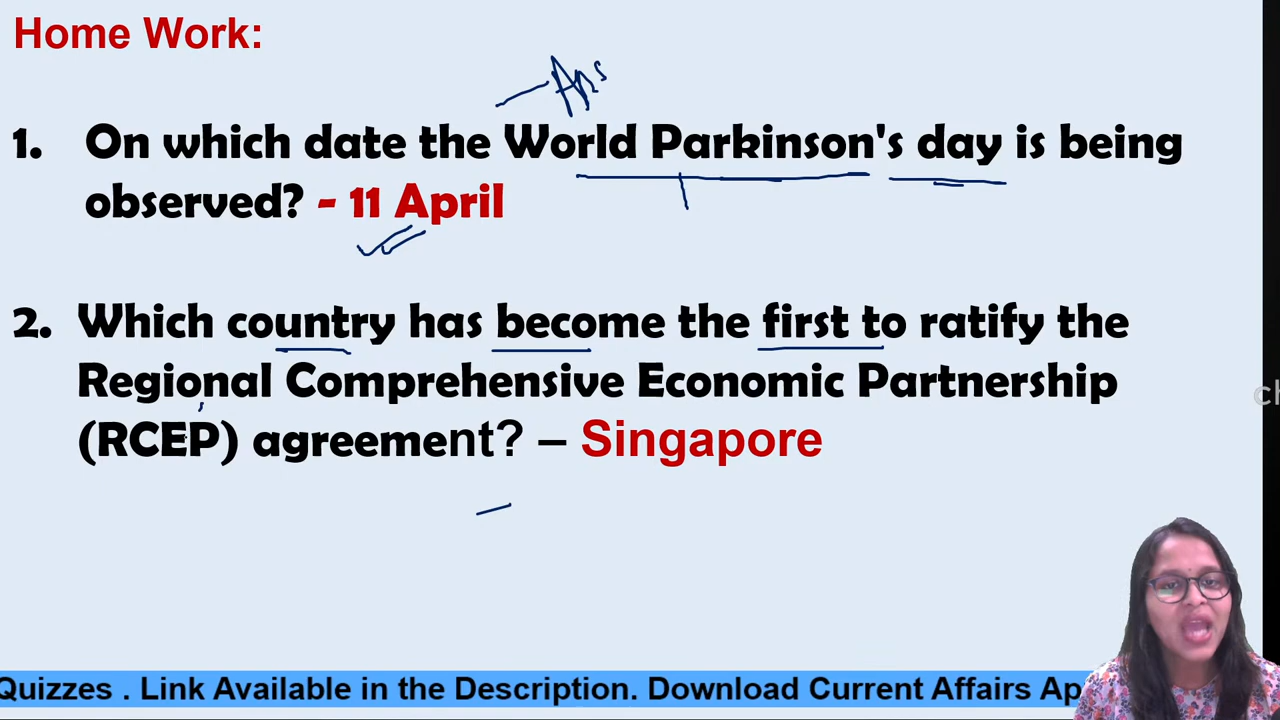 Home Work:
Ans
1. On which date the World Parkinson's day is being
observed? - 11 April
2. Which country has become the first to ratify the
Regional Comprehensive Economic Partnership
(RCEP) agreement? – Singapore
ch
Quizzes . Link Available in the Description. Download Current Affairs Ap